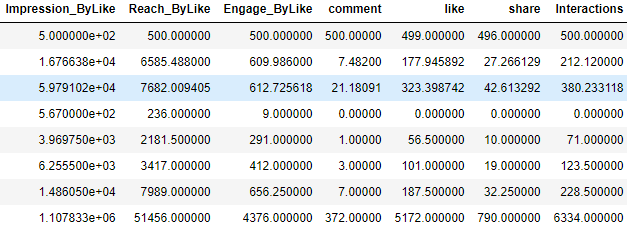 Impression_ByLike Reach_ByLike Engage_ByLike comment like share Interactions
5.000000e+02 500.000000 500.000000 500.00000 499.000000 496.000000 500.000000
1.676638e+04 6585.488000 609.986000 7.48200 177.945892 27.266129 212.120000
5.979102e+04 7682.009405 612.725618 21.18091 323.398742 42.613292 380.233118
5.670000e+02 236.000000 9.000000 0.00000 0.000000 0.000000 0.000000
3.969750e+03 2181.500000 291.000000 1.00000 56.500000 10.000000 71.000000
6.255500e+03 3417.000000 412.000000 3.00000 101.000000 19.000000 123.500000
1.486050e+04 7989.000000 656.250000 7.00000 187.500000 32.250000 228.500000
1.107833e+06 51456.000000 4376.000000 372.00000 5172.000000 790.000000 6334.000000